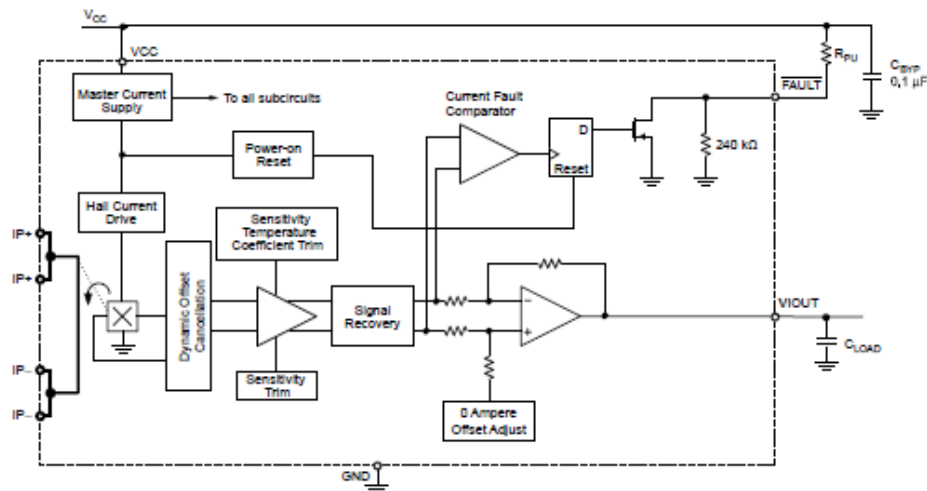 VCC
VCC
Master Current
Supply
To all subcircuits
Current Fault
Comparator
FAULT
RPU
CBYP
0,1 µF
D
Reset
240 kΩ
Power-on
Reset
Hall Current
Drive
Sensitivity
Temperature
Coefficient Trim
IP+
IP+
Dynamic Offset
Cancellation
Signal
Recovery
−
+
VIOUT
CLOAD
IP−
IP−
Sensitivity
Trim
0 Ampere
Offset Adjust
GND